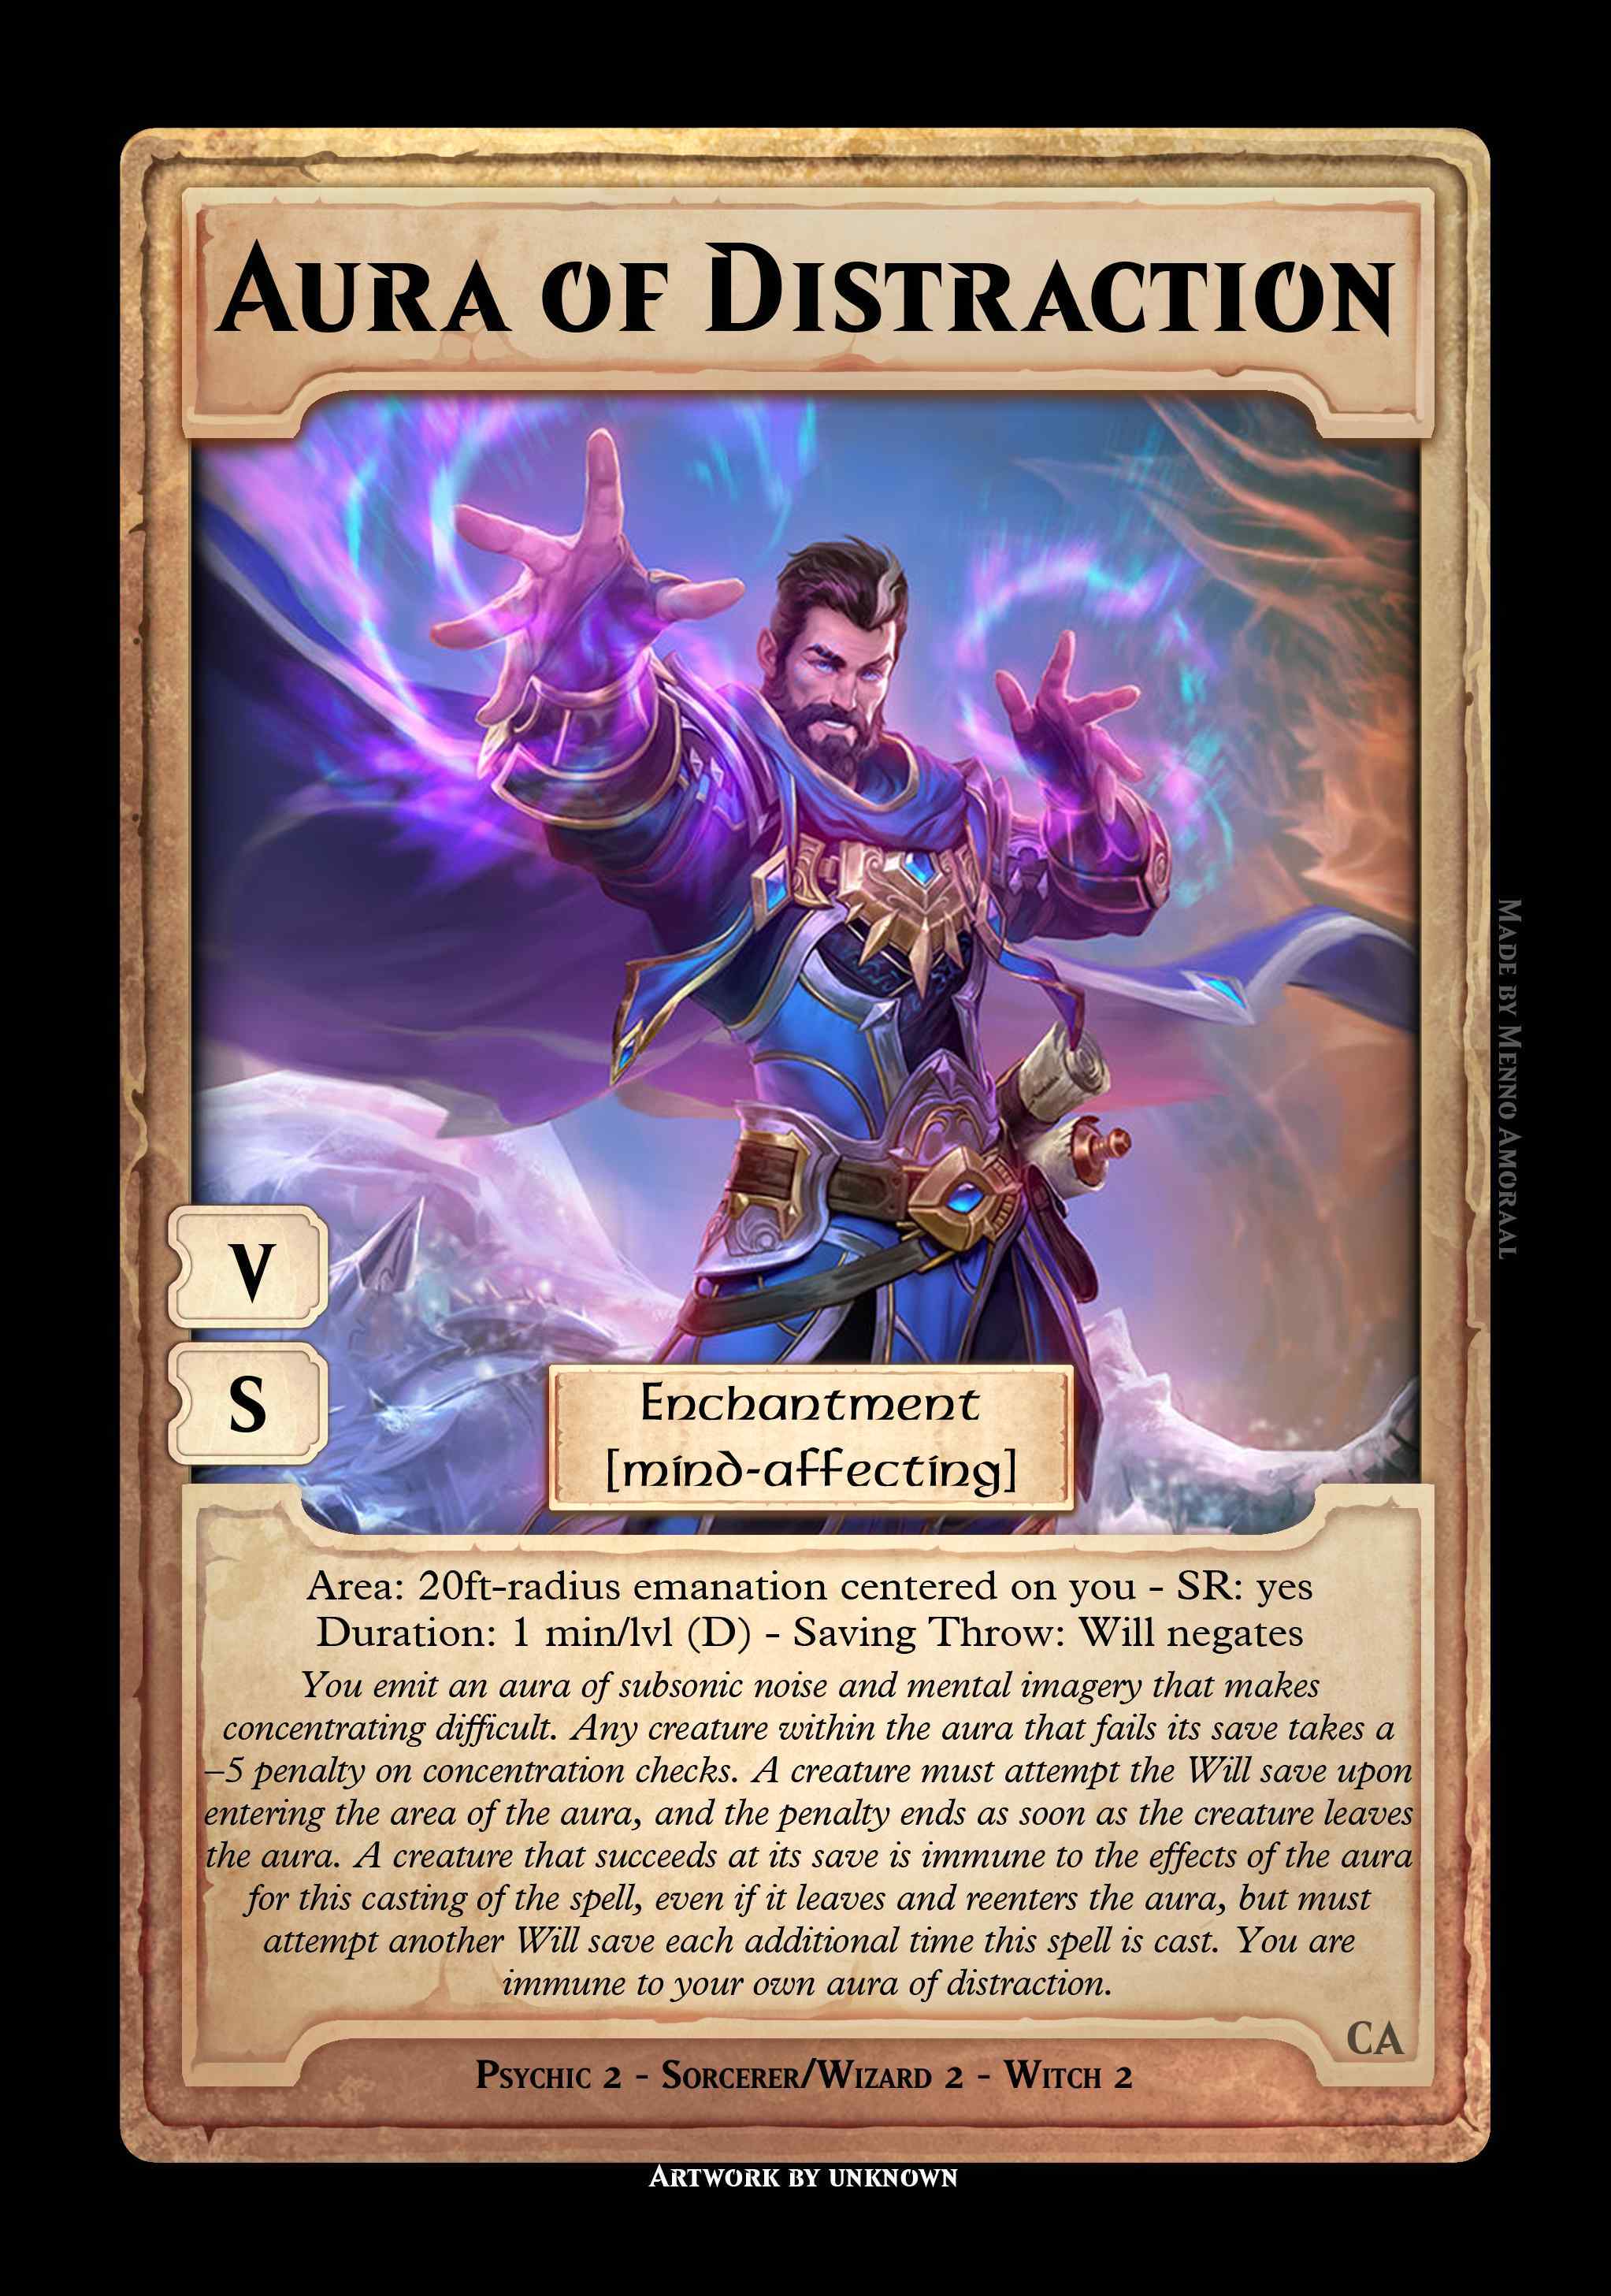 Aura of Distraction
V
S
Enchantment
[mind-affecting]
Area: 20ft-radius emanation centered on you - SR: yes
Duration: 1 min/lvl (D) - Saving Throw: Will negates
You emit an aura of subsonic noise and mental imagery that makes
concentrating difficult. Any creature within the aura that fails its save takes a
–5 penalty on concentration checks. A creature must attempt the Will save upon
entering the area of the aura, and the penalty ends as soon as the creature leaves
the aura. A creature that succeeds at its save is immune to the effects of the aura
for this casting of the spell, even if it leaves and reenters the aura, but must
attempt another Will save each additional time this spell is cast. You are
immune to your own aura of distraction.
CA
Psychic 2 - Sorcerer/Wizard 2 - Witch 2
Artwork by unknown
Made by Menno Amoraal